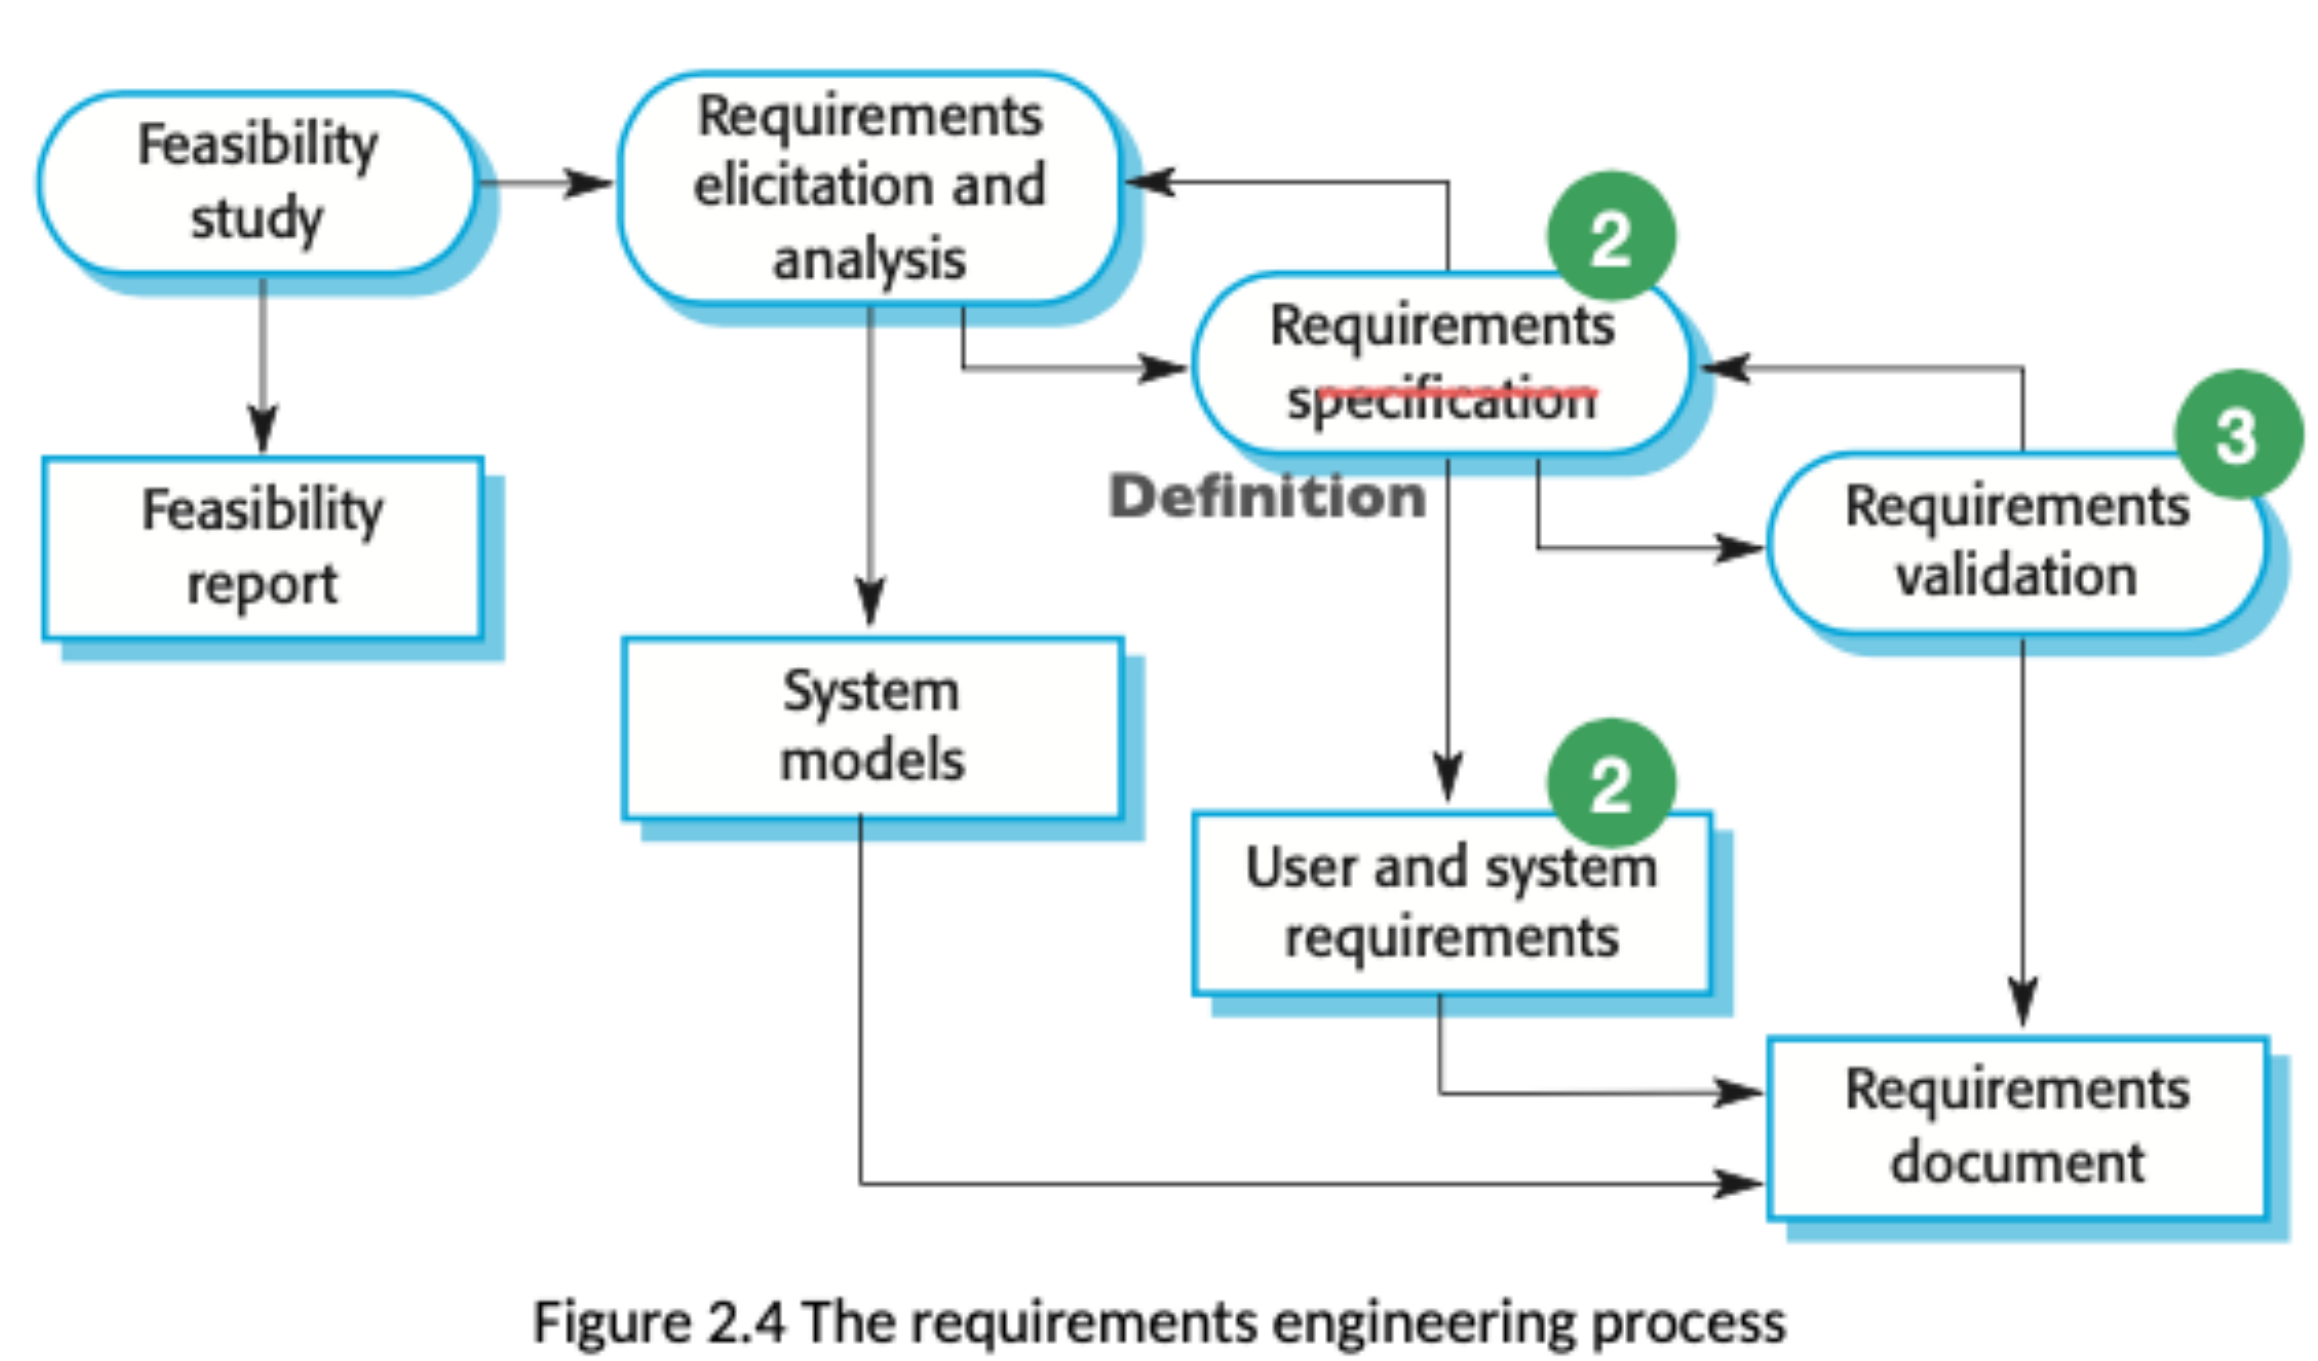 Feasibility
study
Requirements
elicitation and
analysis
2
Requirements
specification
Definition
3
Requirements
validation
Feasibility
report
System
models
2
User and system
requirements
Requirements
document
Figure 2.4 The requirements engineering process